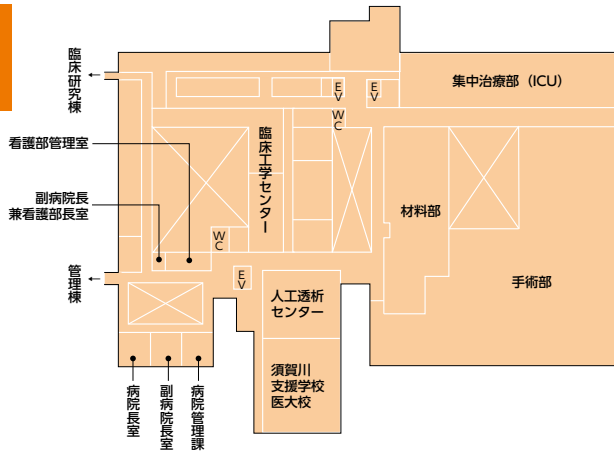 臨床研究棟
集中治療部（ICU）
EV
EV
WC
看護部管理室
臨床工学センター
副病院長
兼看護部長室
材料部
WC
管理棟
EV
手術部
人工透析
センター
須賀川
支援学校
医大校
病院長室
副病院長室
病院管理課